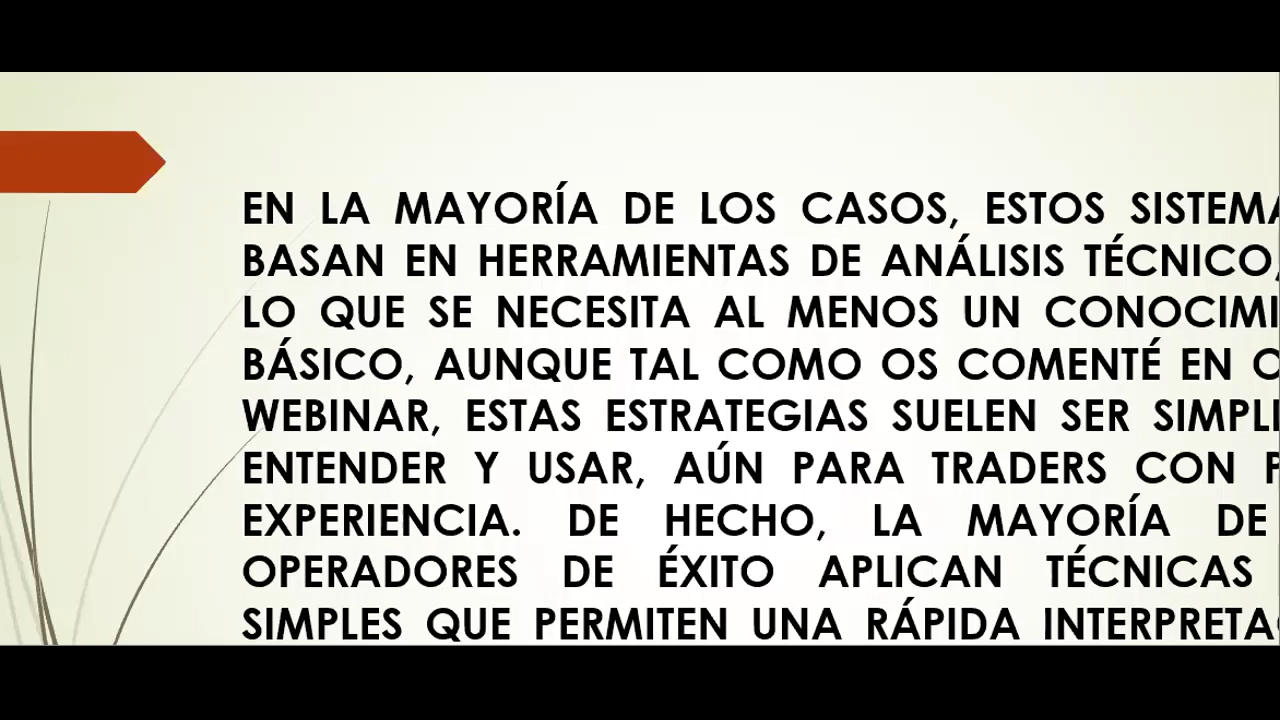 EN LA MAYORÍA DE LOS CASOS, ESTOS
BASAN EN HERRAMIENTAS DE ANÁLISIS TÉCNICO,
LO QUE SE NECESITA AL MENOS UN
BÁSICO, AUNQUE TAL COMO OS COMENTÉ EN
WEBINAR, ESTAS ESTRATEGIAS SUELEN SER
ENTENDER Y USAR, AÚN PARA TRADERS CON
EXPERIENCIA. DE HECHO, LA MAYORÍA DE
OPERADORES DE ÉXITO APLICAN TÉCNICAS
SIMPLES QUE PERMITEN UNA RÁPIDA